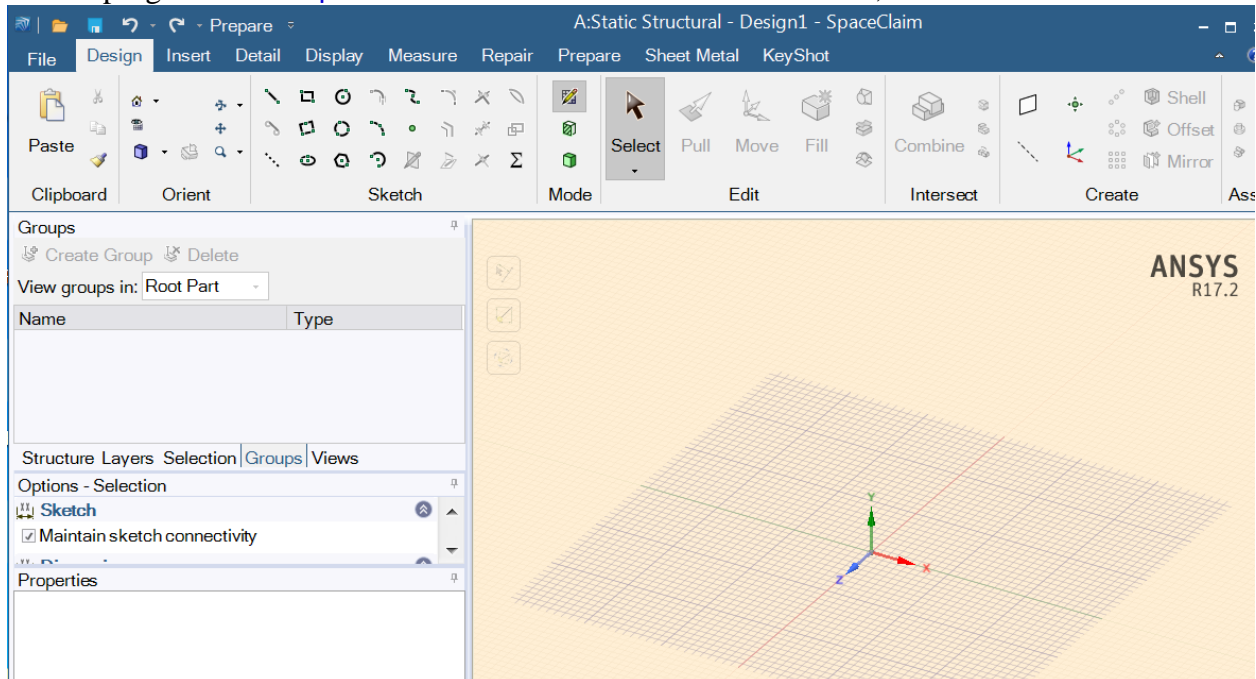 Prepare
A:Static Structural - Design1 - SpaceClaim
File Design Insert Detail Display Measure Repair Prepare Sheet Metal KeyShot
Paste
Select Pull Move Fill
Combine
Shell
Offset
Mirror
Clipboard Orient Sketch Mode Edit Intersect Create Ass
Groups
Create Group Delete
View groups in: Root Part
Name Type
ANSYS
R17.2
Structure Layers Selection Groups Views
Options - Selection
Sketch
Maintain sketch connectivity
Properties
Y
X
Z